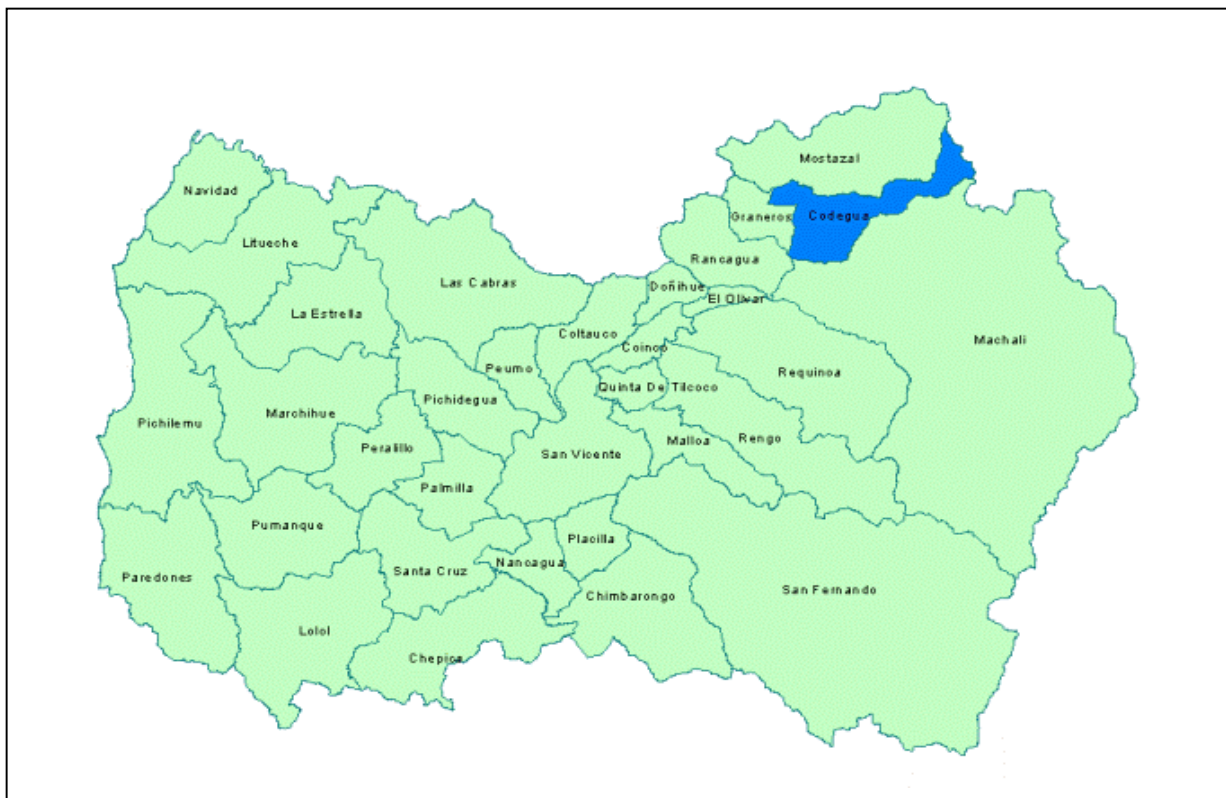 Mostazal
Navidad
Graneros
Codegua
Litueche
Rancagua
Las Cabras
Doñihue
El Olivar
La Estrella
Coltauco
Machali
Coinco
Peumo
Requinoa
Quinta De Tilcoco
Pichidegua
Marchihue
Pichilemu
Rengo
Malloa
Peralillo
San Vicente
Palmilla
Pumanque
Placilla
Nancagua
Santa Cruz
Paredones
San Fernando
Chimbarongo
Lolol
Chepica